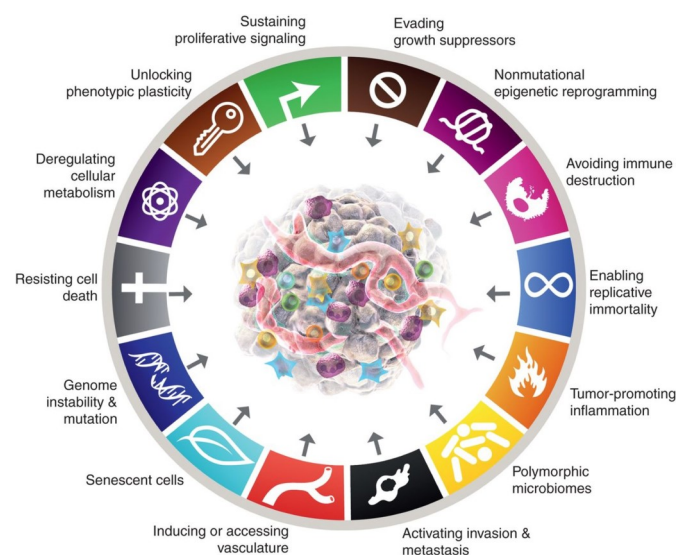 Sustaining
proliferative signaling
Evading
growth suppressors
Nonmutational
epigenetic reprogramming
Avoiding immune
destruction
Enabling
replicative
immortality
Tumor-promoting
inflammation
Polymorphic
microbiomes
Activating invasion &
metastasis
Inducing or accessing
vasculature
Senescent cells
Genome
instability &
mutation
Resisting cell
death
Deregulating
cellular
metabolism
Unlocking
phenotypic plasticity